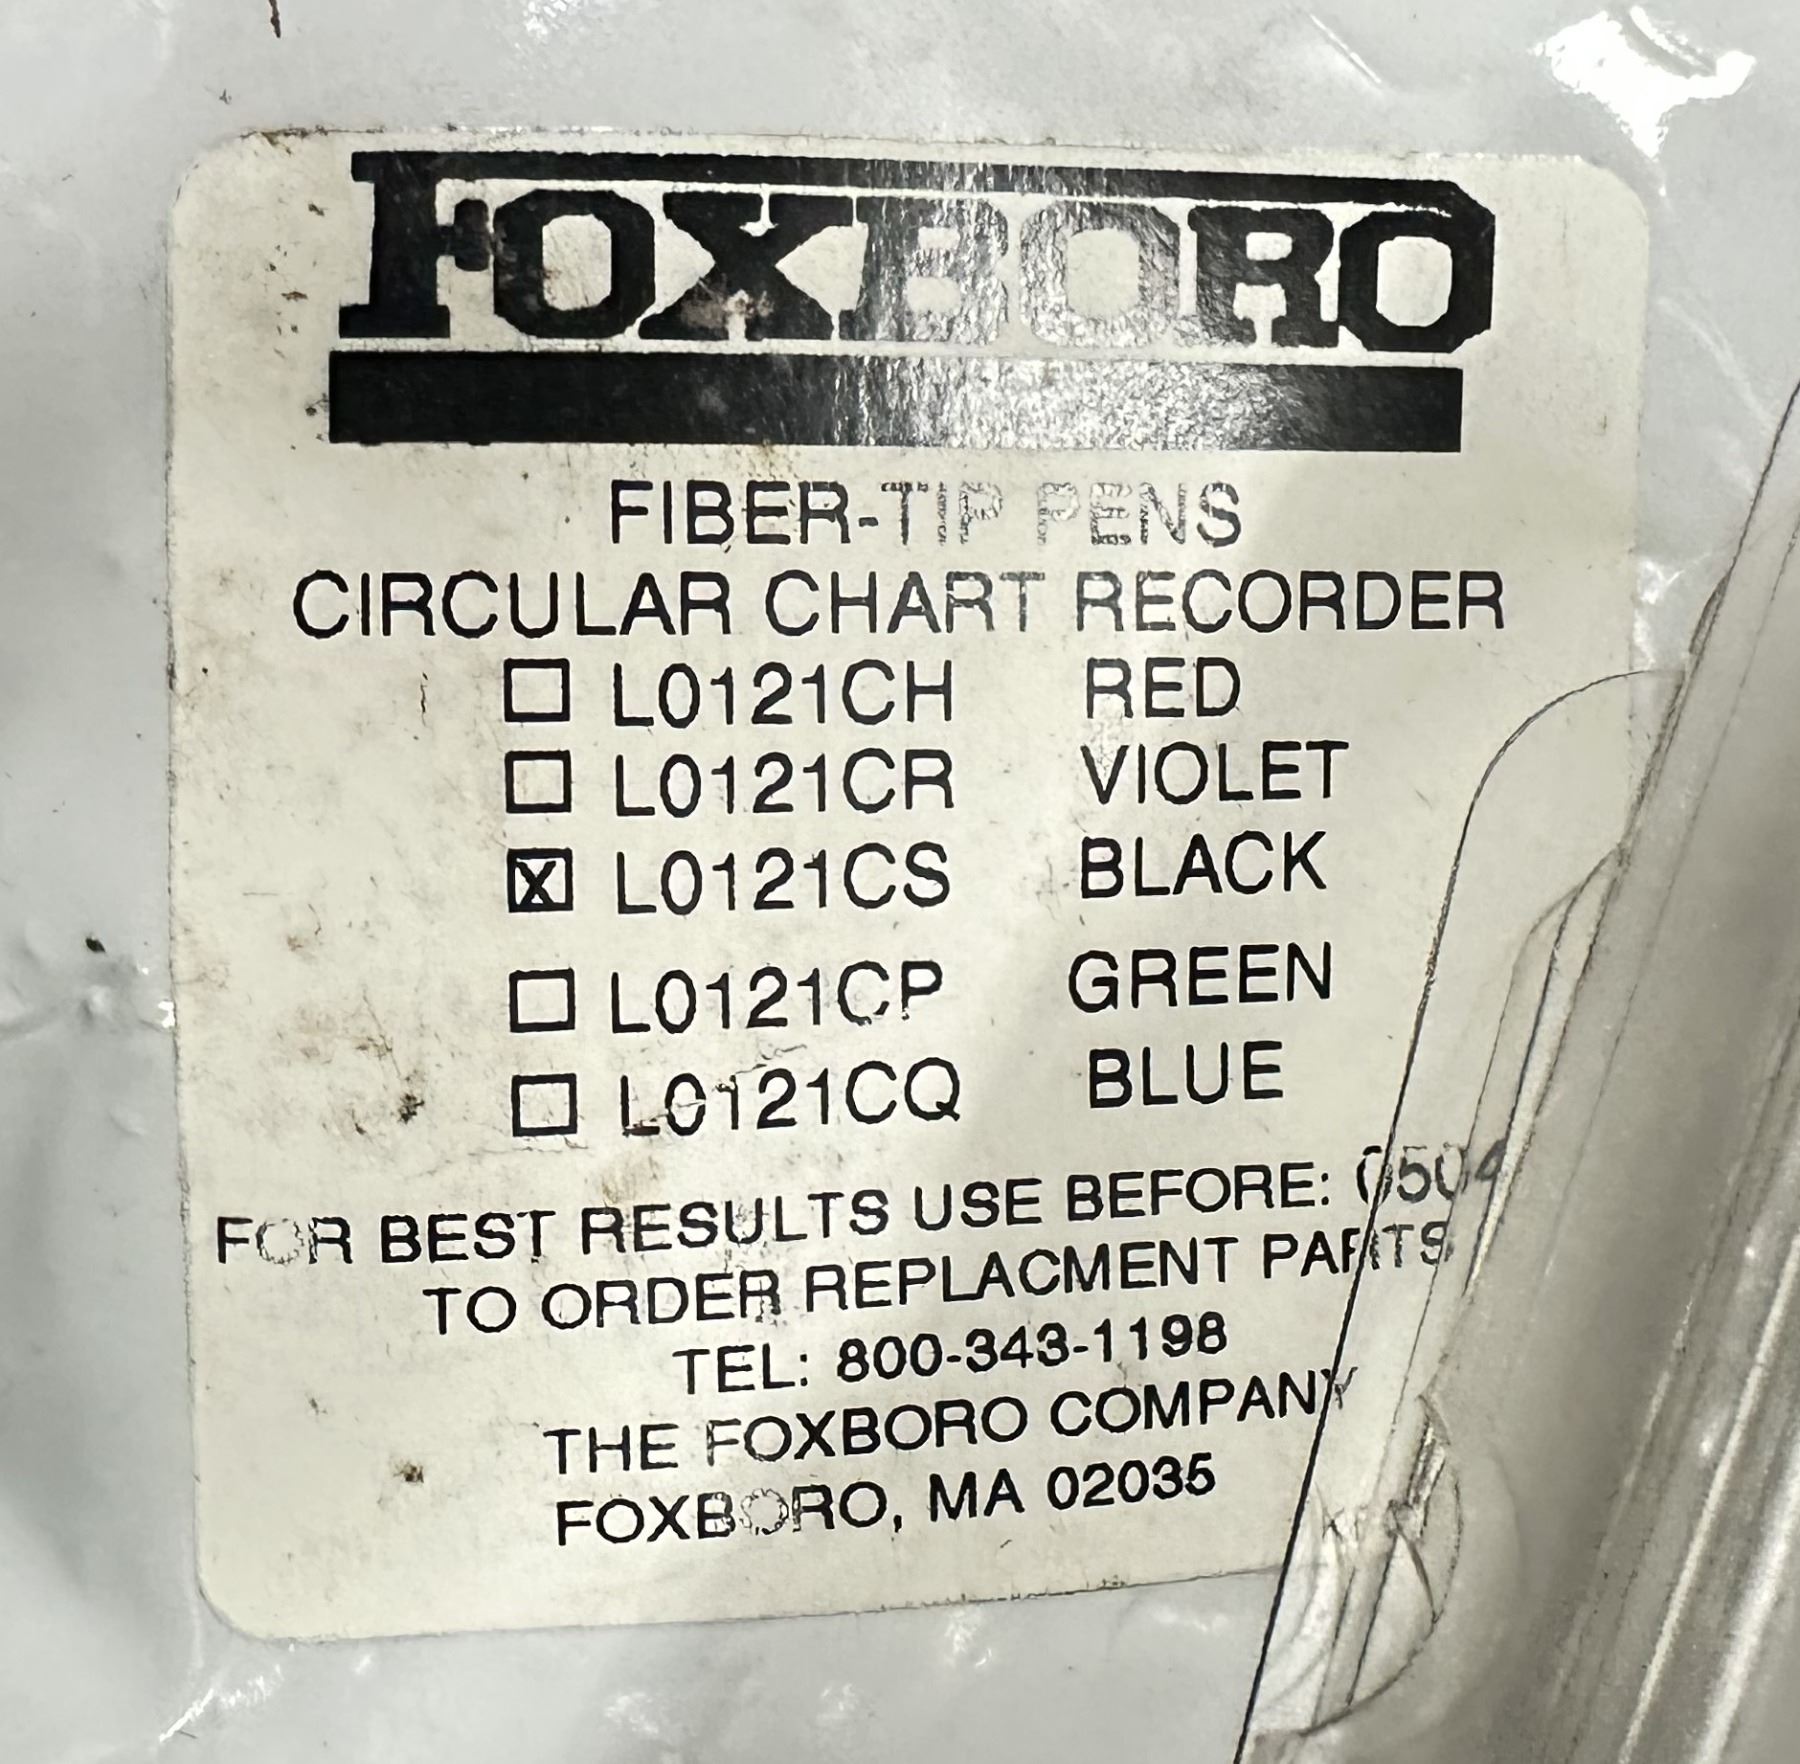 FOXBORO
FIBER-TIP PENS
CIRCULAR CHART RECORDER
☐ L0121CH RED
☐ L0121CR VIOLET
☒ L0121CS BLACK
☐ L0121CP GREEN
☐ L0121CQ BLUE
FOR BEST RESULTS USE BEFORE: 0504
TO ORDER REPLACMENT PARTS
TEL: 800-343-1198
THE FOXBORO COMPANY
FOXBORO, MA 02035